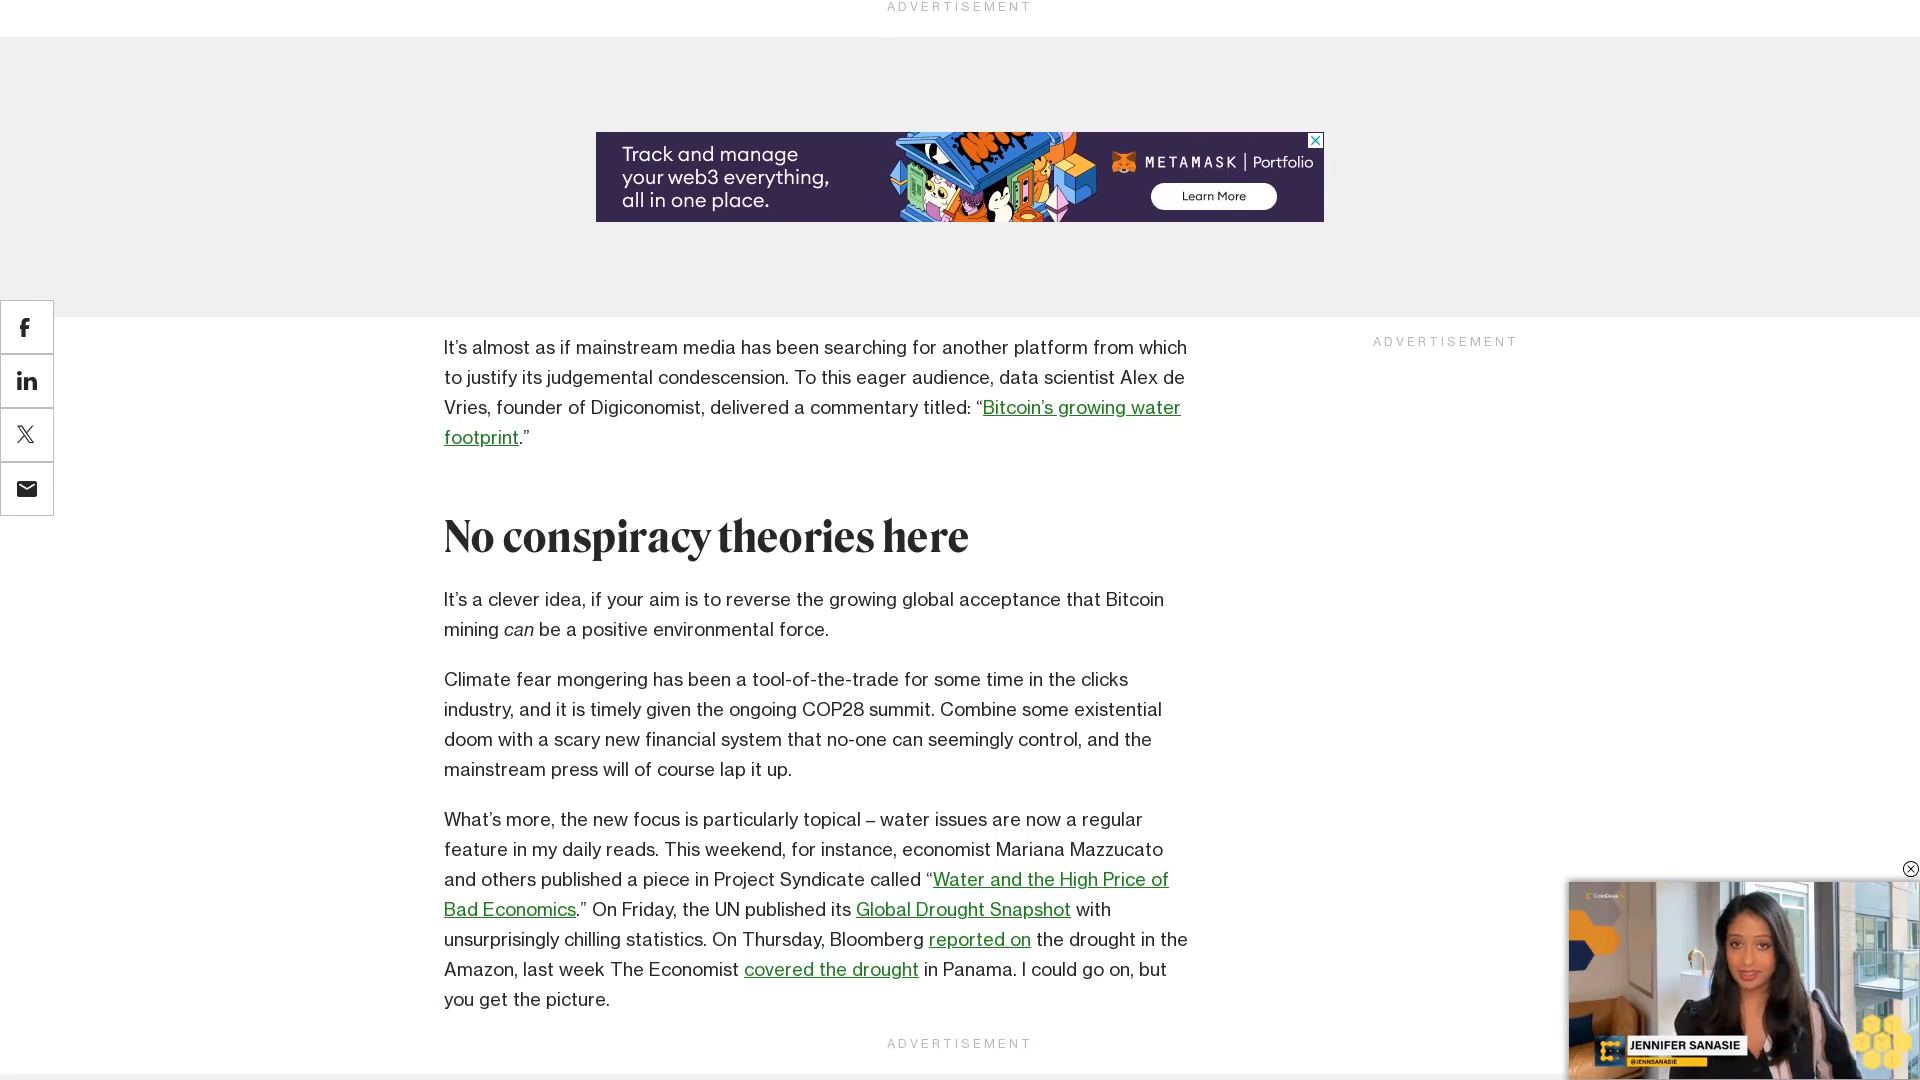 ADVERTISEMENT
Track and manage
your web3 everything,
all in one place.
METAMASK | Portfolio
Learn More
It’s almost as if mainstream media has been searching for another platform from which
to justify its judgemental condescension. To this eager audience, data scientist Alex de
Vries, founder of Digiconomist, delivered a commentary titled: “Bitcoin’s growing water
footprint.”
ADVERTISEMENT
No conspiracy theories here
It’s a clever idea, if your aim is to reverse the growing global acceptance that Bitcoin
mining can be a positive environmental force.
Climate fear mongering has been a tool-of-the-trade for some time in the clicks
industry, and it is timely given the ongoing COP28 summit. Combine some existential
doom with a scary new financial system that no-one can seemingly control, and the
mainstream press will of course lap it up.
What’s more, the new focus is particularly topical – water issues are now a regular
feature in my daily reads. This weekend, for instance, economist Mariana Mazzucato
and others published a piece in Project Syndicate called “Water and the High Price of
Bad Economics.” On Friday, the UN published its Global Drought Snapshot with
unsurprisingly chilling statistics. On Thursday, Bloomberg reported on the drought in the
Amazon, last week The Economist covered the drought in Panama. I could go on, but
you get the picture.
ADVERTISEMENT
CoinDesk
JENNIFER SANASIE
@JENNSANASIE